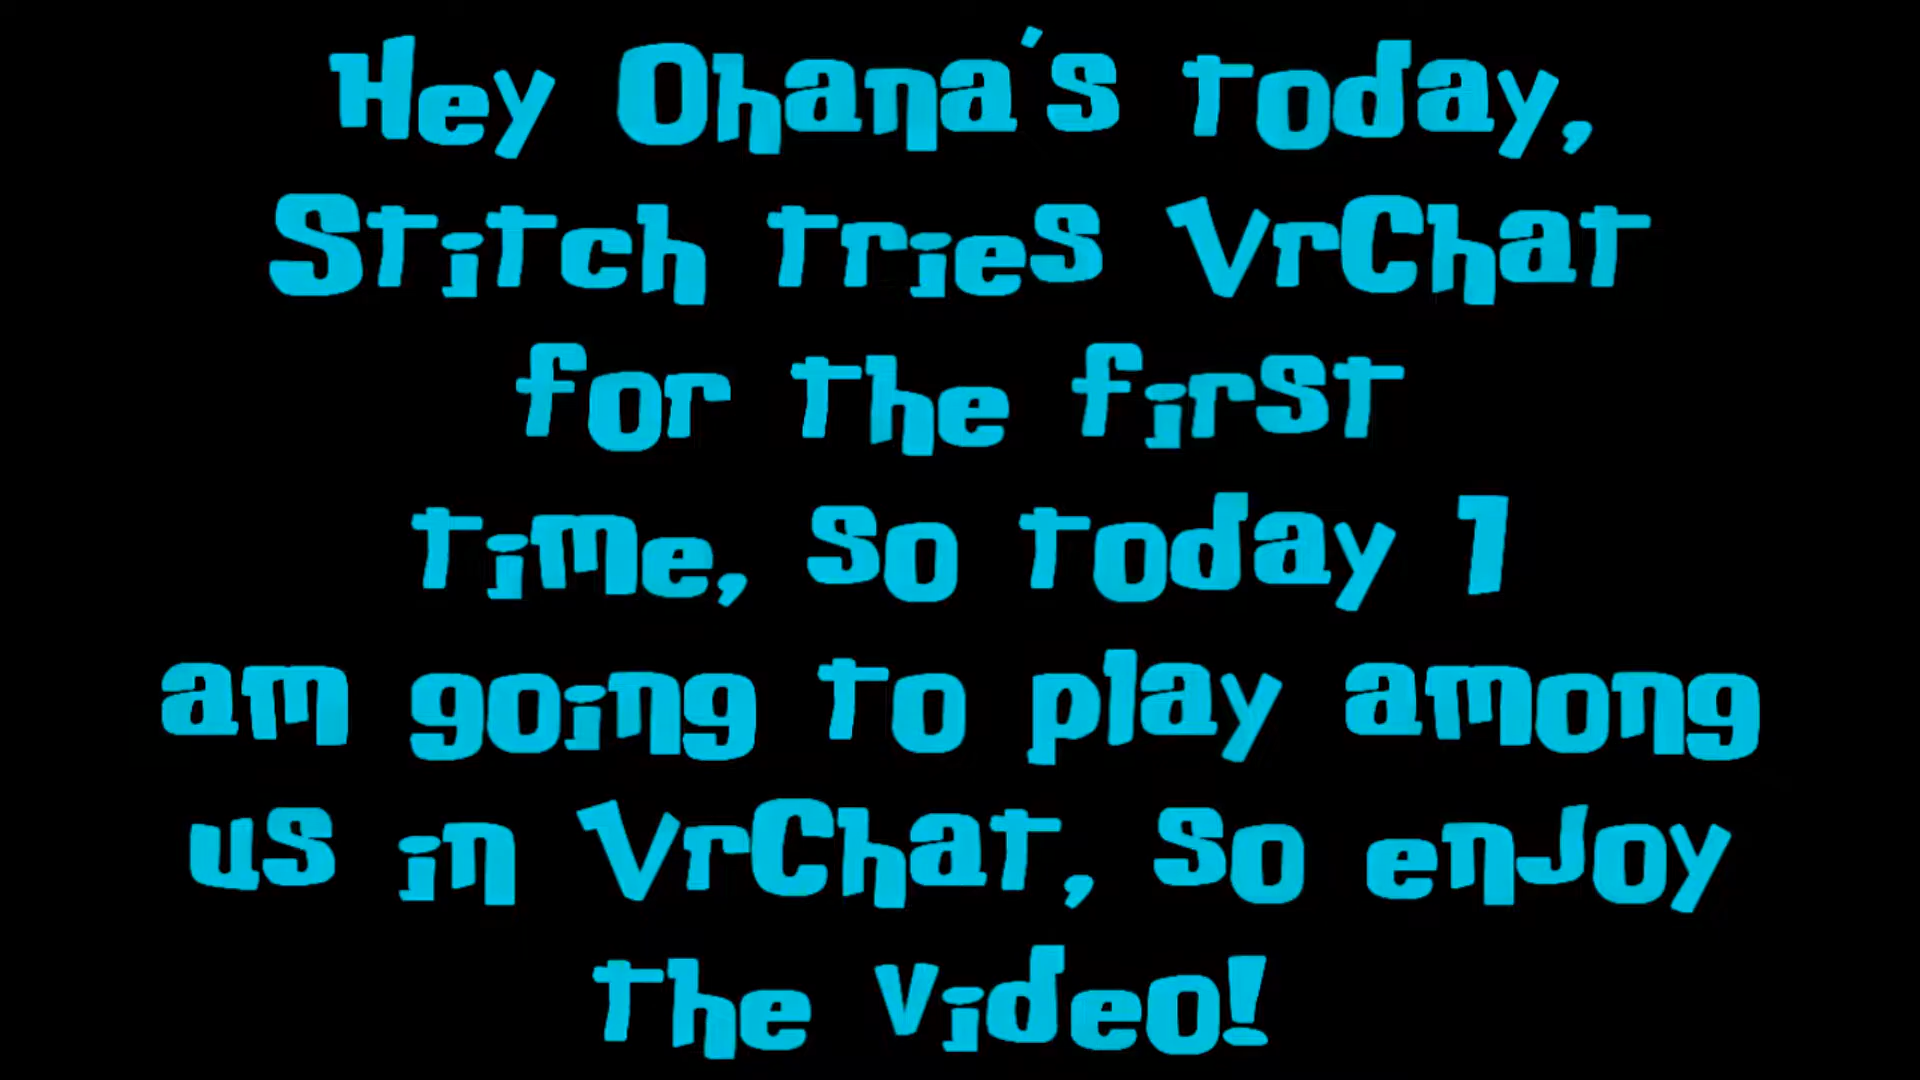 Hey Ohana's today,
Stitch tries VrChat
for the first
time, so today I
am going to play among
us in VrChat, so enjoy
the video!